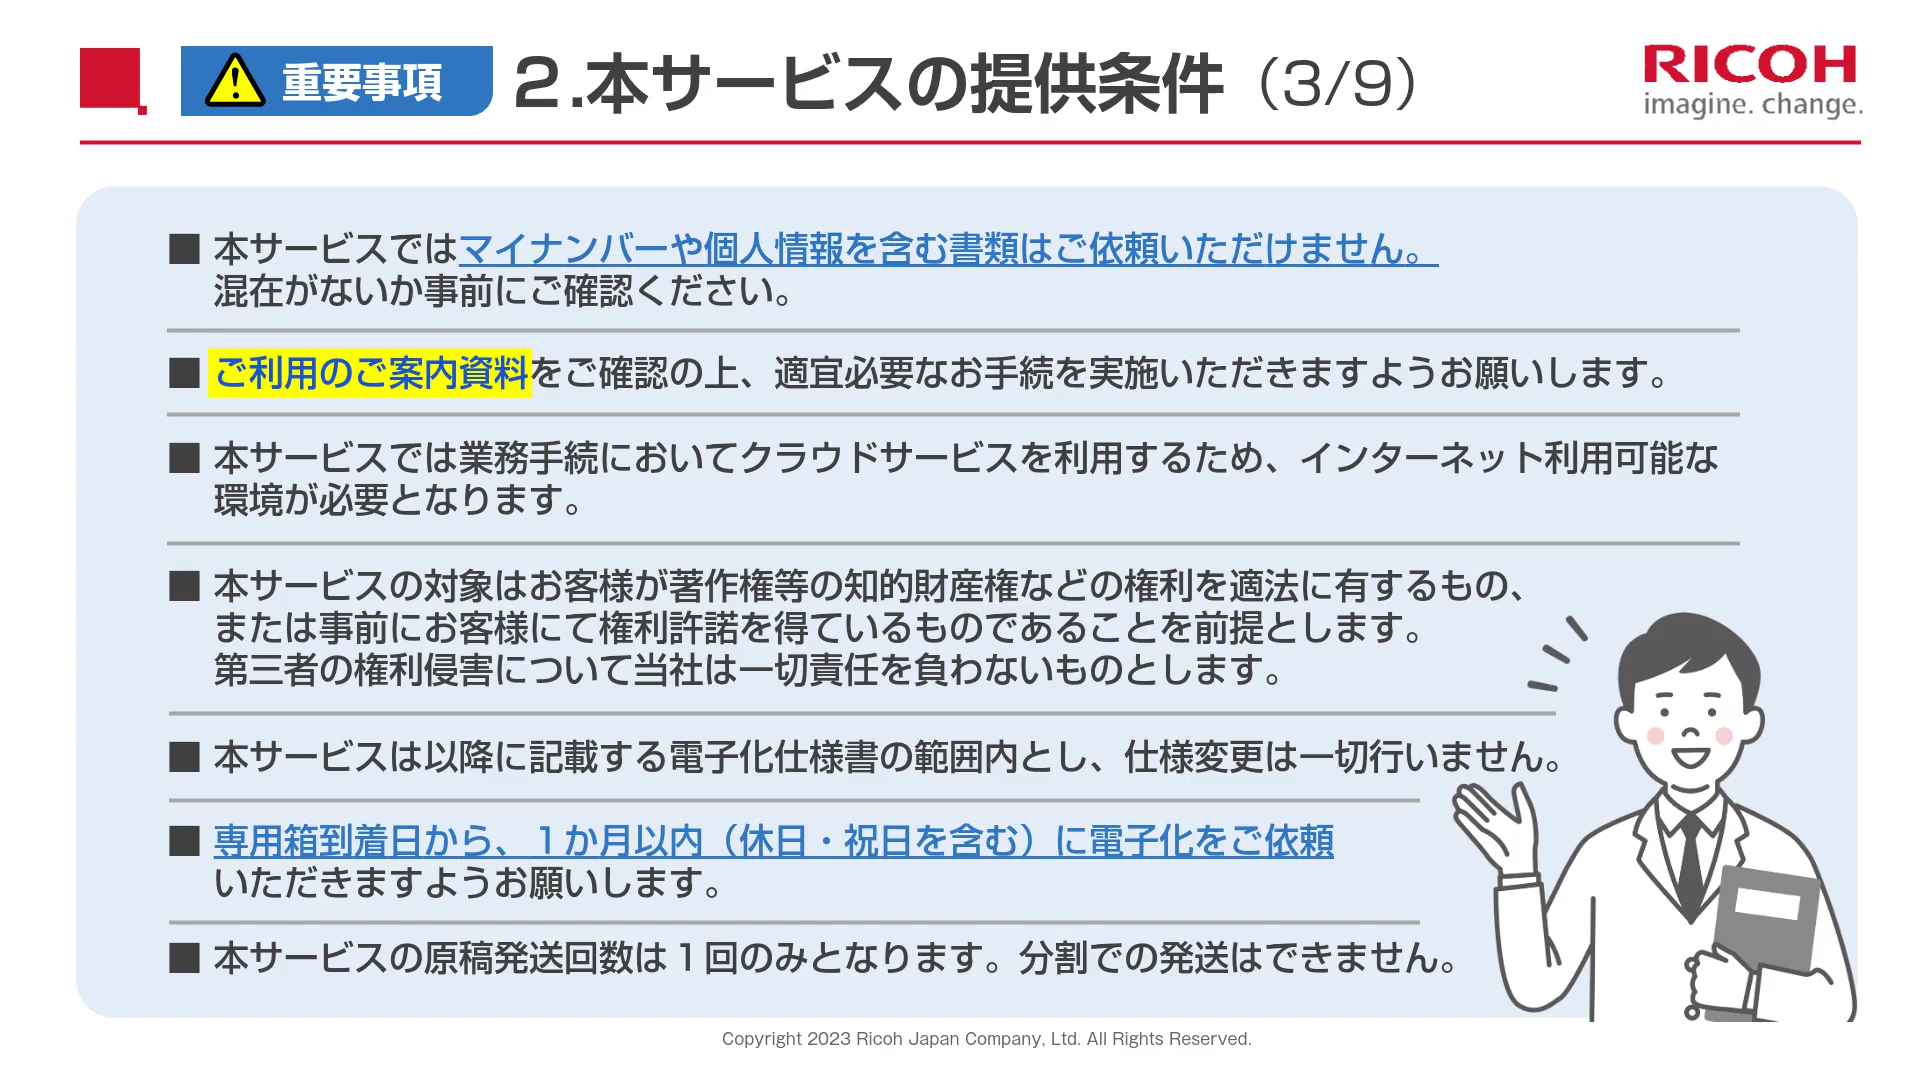 重要事項
２.本サービスの提供条件（3/9）
RICOH
imagine. change.
■ 本サービスではマイナンバーや個人情報を含む書類はご依頼いただけません。
混在がないか事前にご確認ください。
■ ご利用のご案内資料をご確認の上、適宜必要なお手続を実施いただきますようお願いします。
■ 本サービスでは業務手続においてクラウドサービスを利用するため、インターネット利用可能な
環境が必要となります。
■ 本サービスの対象はお客様が著作権等の知的財産権などの権利を適法に有するもの、
または事前にお客様にて権利許諾を得ているものであることを前提とします。
第三者の権利侵害について当社は一切責任を負わないものとします。
■ 本サービスは以降に記載する電子化仕様書の範囲内とし、仕様変更は一切行いません。
■ 専用箱到着日から、１か月以内（休日・祝日を含む）に電子化をご依頼
いただきますようお願いします。
■ 本サービスの原稿発送回数は１回のみとなります。分割での発送はできません。
Copyright 2023 Ricoh Japan Company, Ltd. All Rights Reserved.